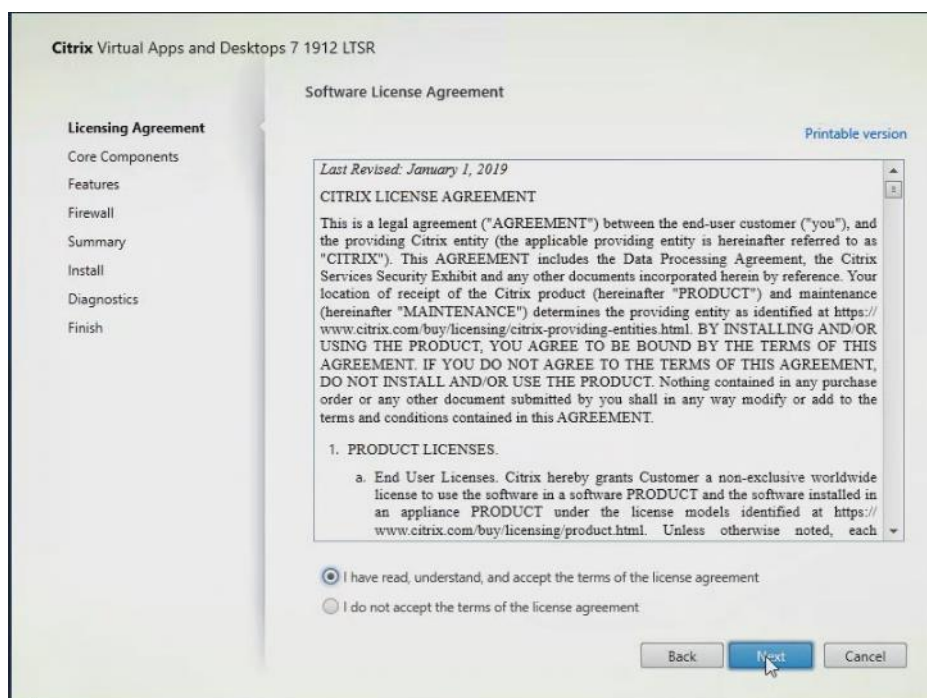 Citrix Virtual Apps and Desktops 7 1912 LTSR
Software License Agreement
Licensing Agreement
Core Components
Features
Firewall
Summary
Install
Diagnostics
Finish
Printable version
Last Revised: January 1, 2019
CITRIX LICENSE AGREEMENT
This is a legal agreement ("AGREEMENT") between the end-user customer ("you"), and
the providing Citrix entity (the applicable providing entity is hereinafter referred to as
"CITRIX"). This AGREEMENT includes the Data Processing Agreement, the Citrix
Services Security Exhibit and any other documents incorporated herein by reference. Your
location of receipt of the Citrix product (hereinafter "PRODUCT") and maintenance
(hereinafter "MAINTENANCE") determines the providing entity as identified at https://
www.citrix.com/buy/licensing/citrix-providing-entities.html. BY INSTALLING AND/OR
USING THE PRODUCT, YOU AGREE TO BE BOUND BY THE TERMS OF THIS
AGREEMENT. IF YOU DO NOT AGREE TO THE TERMS OF THIS AGREEMENT,
DO NOT INSTALL AND/OR USE THE PRODUCT. Nothing contained in any purchase
order or any other document submitted by you shall in any way modify or add to the
terms and conditions contained in this AGREEMENT.
1. PRODUCT LICENSES.
a. End User Licenses. Citrix hereby grants Customer a non-exclusive worldwide
license to use the software in a software PRODUCT and the software installed in
an appliance PRODUCT under the license models identified at https://
www.citrix.com/buy/licensing/product.html. Unless otherwise noted, each
I have read, understand, and accept the terms of the license agreement
I do not accept the terms of the license agreement
Back
Next
Cancel